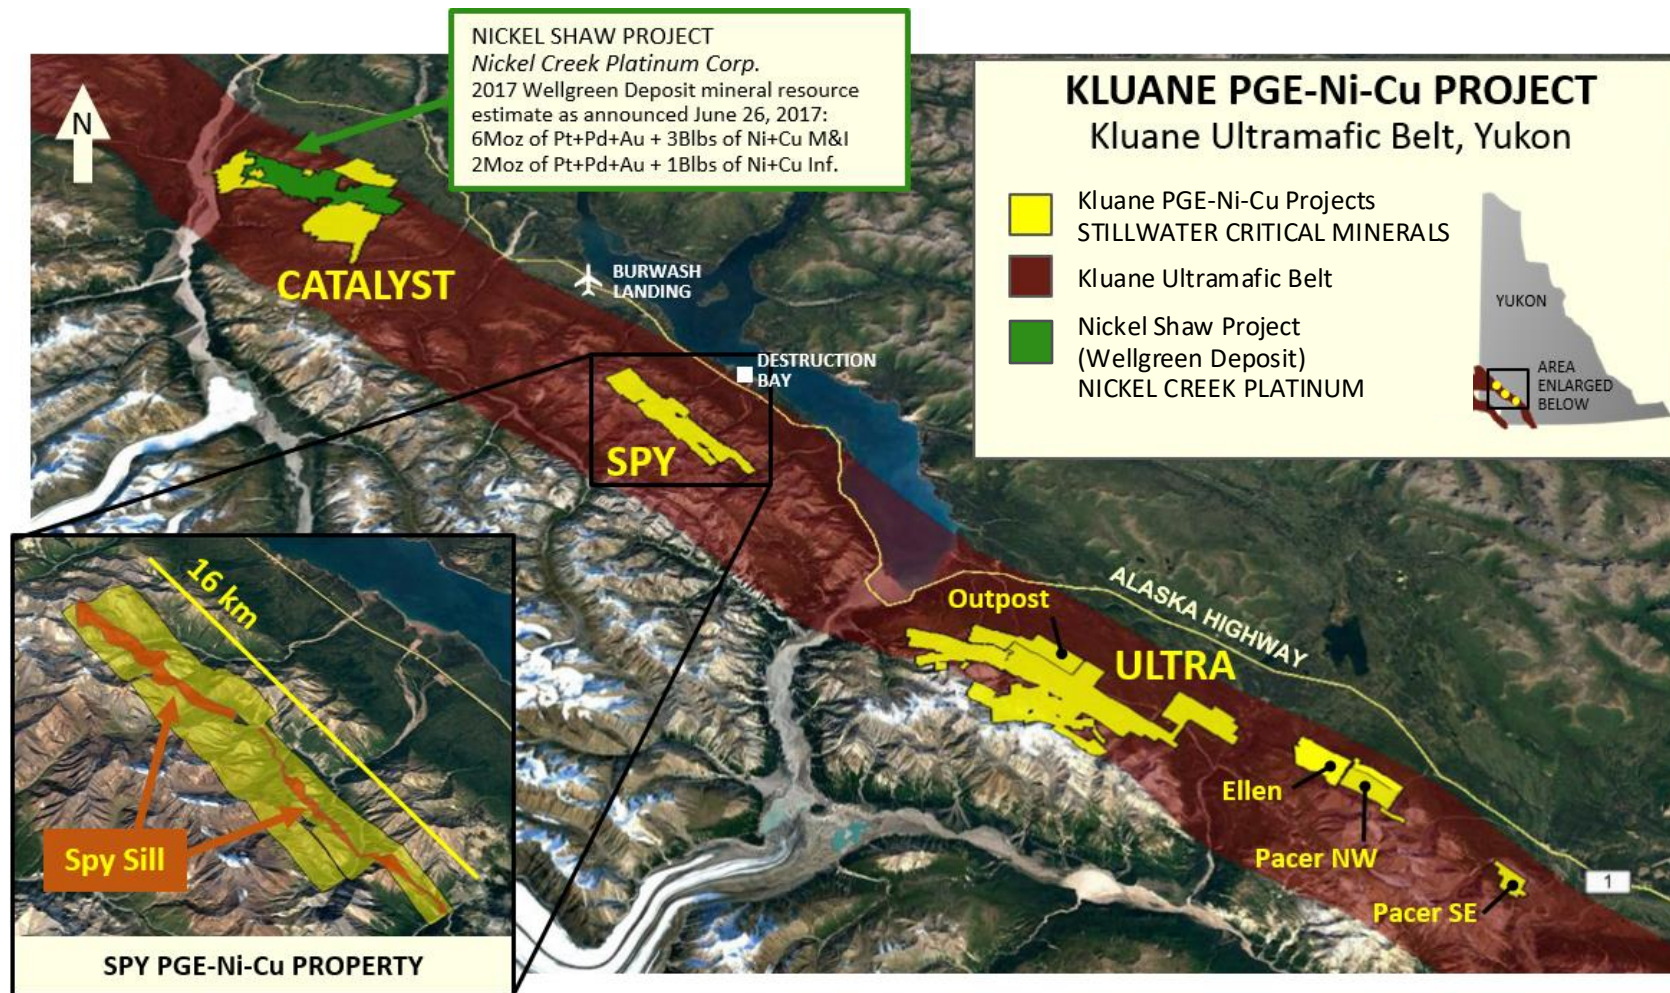 NICKEL SHAW PROJECT
Nickel Creek Platinum Corp.
2017 Wellgreen Deposit mineral resource
estimate as announced June 26, 2017:
6Moz of Pt+Pd+Au + 3Blbs of Ni+Cu M&I
2Moz of Pt+Pd+Au + 1Blbs of Ni+Cu Inf.
KLUANE PGE-Ni-Cu PROJECT
Kluane Ultramafic Belt, Yukon
Kluane PGE-Ni-Cu Projects
STILLWATER CRITICAL MINERALS
Kluane Ultramafic Belt
Nickel Shaw Project
(Wellgreen Deposit)
NICKEL CREEK PLATINUM
YUKON
AREA
ENLARGED
BELOW
N
CATALYST
BURWASH
LANDING
DESTRUCTION
BAY
SPY
16 km
Spy Sill
SPY PGE-Ni-Cu PROPERTY
Outpost
ALASKA HIGHWAY
ULTRA
Ellen
Pacer NW
Pacer SE
1